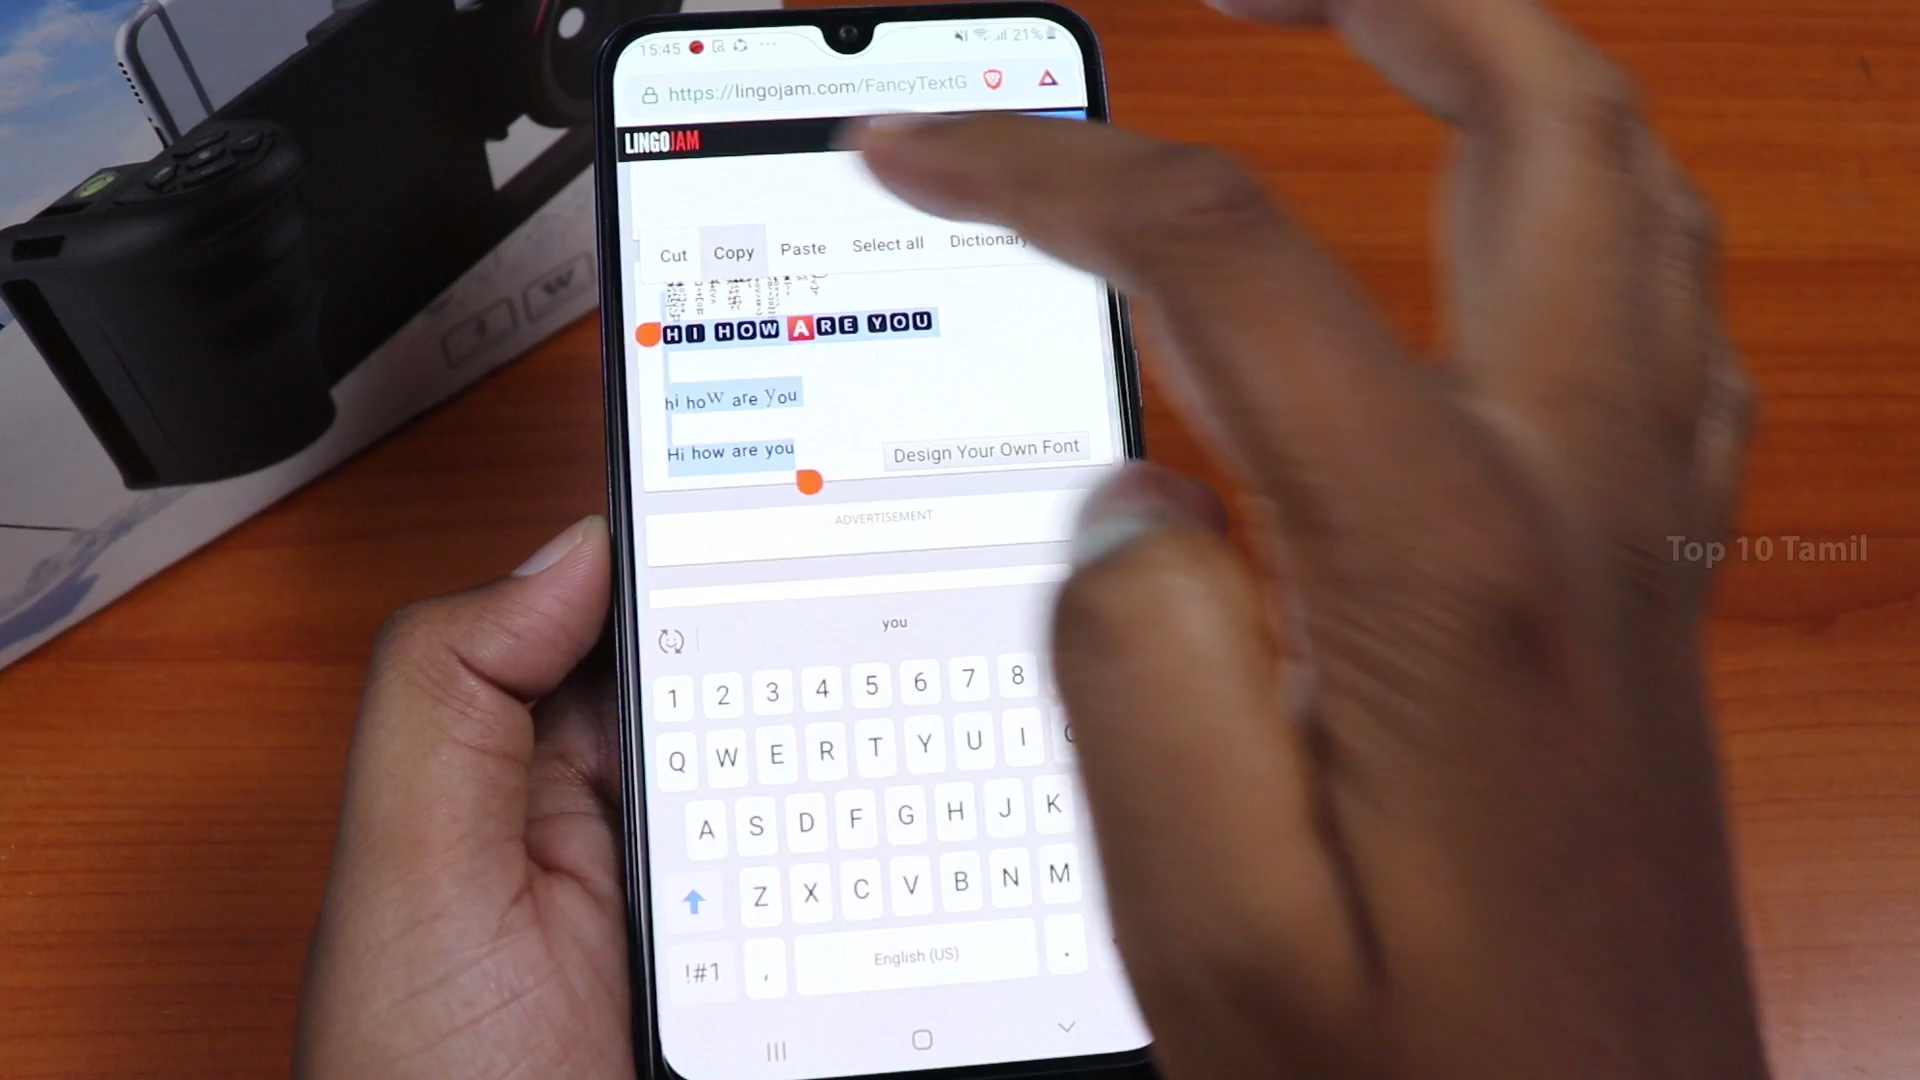 15:45 21%
https://lingojam.com/FancyTextG
LINGOJAM
Cut Copy Paste Select all Dictionary
HI HOW ARE YOU
hi how are you
Hi how are you
Design Your Own Font
ADVERTISEMENT
Top 10 Tamil
you
1 2 3 4 5 6 7 8
Q W E R T Y U I
A S D F G H J K
Z X C V B N M
!#1 , English (US) .